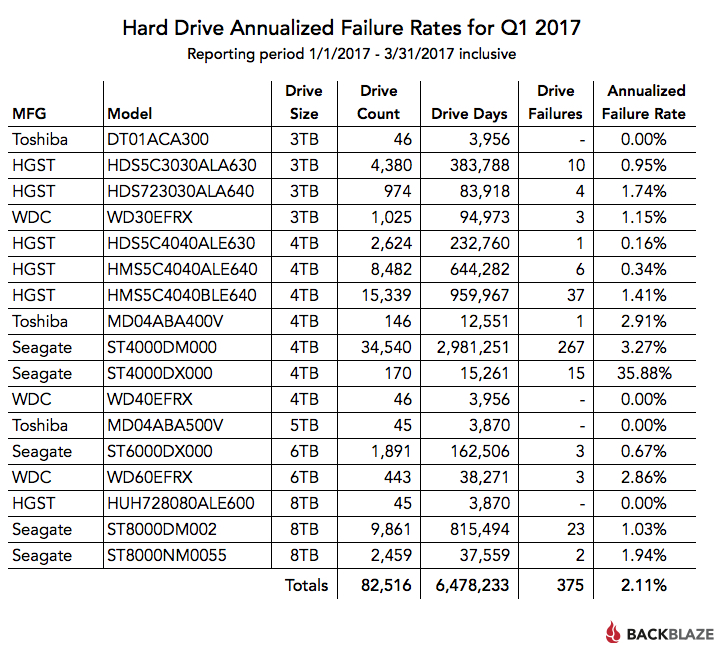 Hard Drive Annualized Failure Rates for Q1 2017
Reporting period 1/1/2017 - 3/31/2017 inclusive
MFG Model Drive Size Drive Count Drive Days Drive Failures Annualized Failure Rate
Toshiba DT01ACA300 3TB 46 3,956 - 0.00%
HGST HDS5C3030ALA630 3TB 4,380 383,788 10 0.95%
HGST HDS723030ALA640 3TB 974 83,918 4 1.74%
WDC WD30EFRX 3TB 1,025 94,973 3 1.15%
HGST HDS5C4040ALE630 4TB 2,624 232,760 1 0.16%
HGST HMS5C4040ALE640 4TB 8,482 644,282 6 0.34%
HGST HMS5C4040BLE640 4TB 15,339 959,967 37 1.41%
Toshiba MD04ABA400V 4TB 146 12,551 1 2.91%
Seagate ST4000DM000 4TB 34,540 2,981,251 267 3.27%
Seagate ST4000DX000 4TB 170 15,261 15 35.88%
WDC WD40EFRX 4TB 46 3,956 - 0.00%
Toshiba MD04ABA500V 5TB 45 3,870 - 0.00%
Seagate ST6000DX000 6TB 1,891 162,506 3 0.67%
WDC WD60EFRX 6TB 443 38,271 3 2.86%
HGST HUH728080ALE600 8TB 45 3,870 - 0.00%
Seagate ST8000DM002 8TB 9,861 815,494 23 1.03%
Seagate ST8000NM0055 8TB 2,459 37,559 2 1.94%
Totals 82,516 6,478,233 375 2.11%
BACKBLAZE